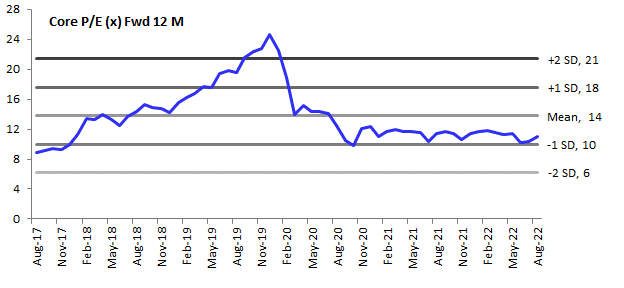 Core P/E (x) Fwd 12 M
28
24
20
16
12
8
4
0
+2 SD, 21
+1 SD, 18
Mean, 14
-1 SD, 10
-2 SD, 6
Aug-17
Nov-17
Feb-18
May-18
Aug-18
Nov-18
Feb-19
May-19
Aug-19
Nov-19
Feb-20
May-20
Aug-20
Nov-20
Feb-21
May-21
Aug-21
Nov-21
Feb-22
May-22
Aug-22